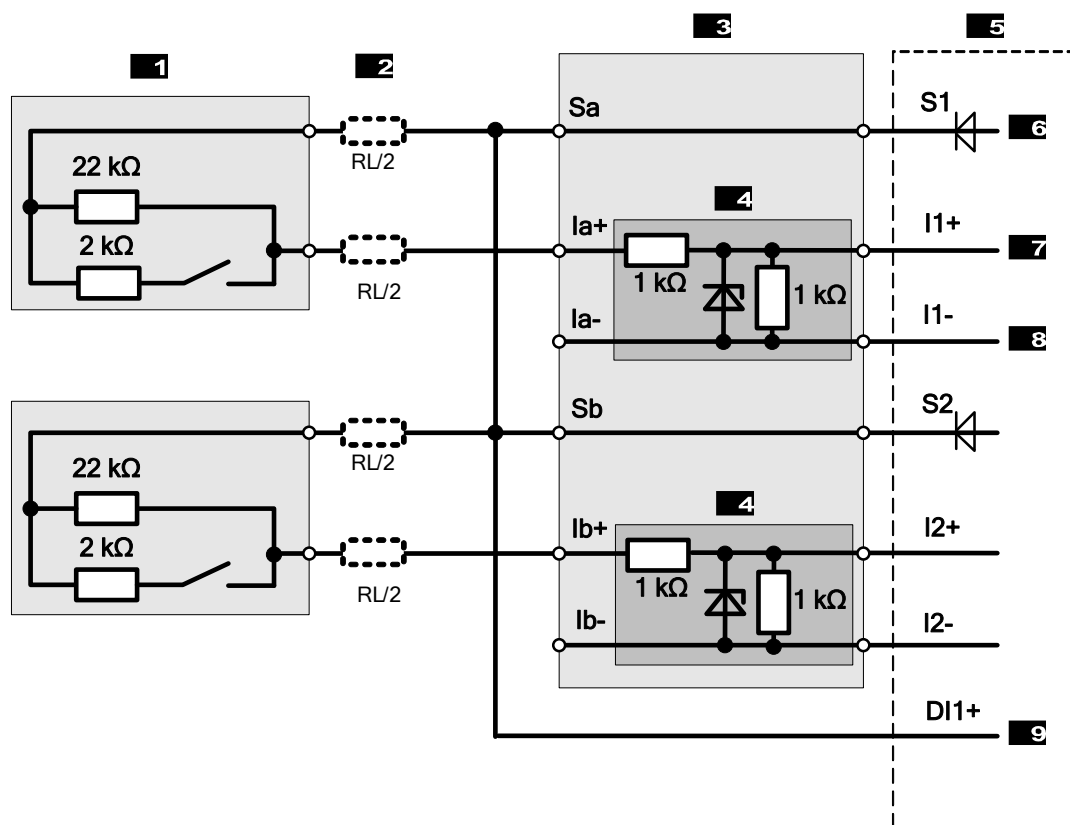 3
5
1
2
Sa
S1
6
RL/2
22 kΩ
4
2 kΩ
Ia+
I1+
7
1 kΩ
1 kΩ
RL/2
Ia-
I1-
8
Sb
S2
RL/2
22 kΩ
4
2 kΩ
Ib+
I2+
1 kΩ
1 kΩ
RL/2
Ib-
I2-
DI1+
9